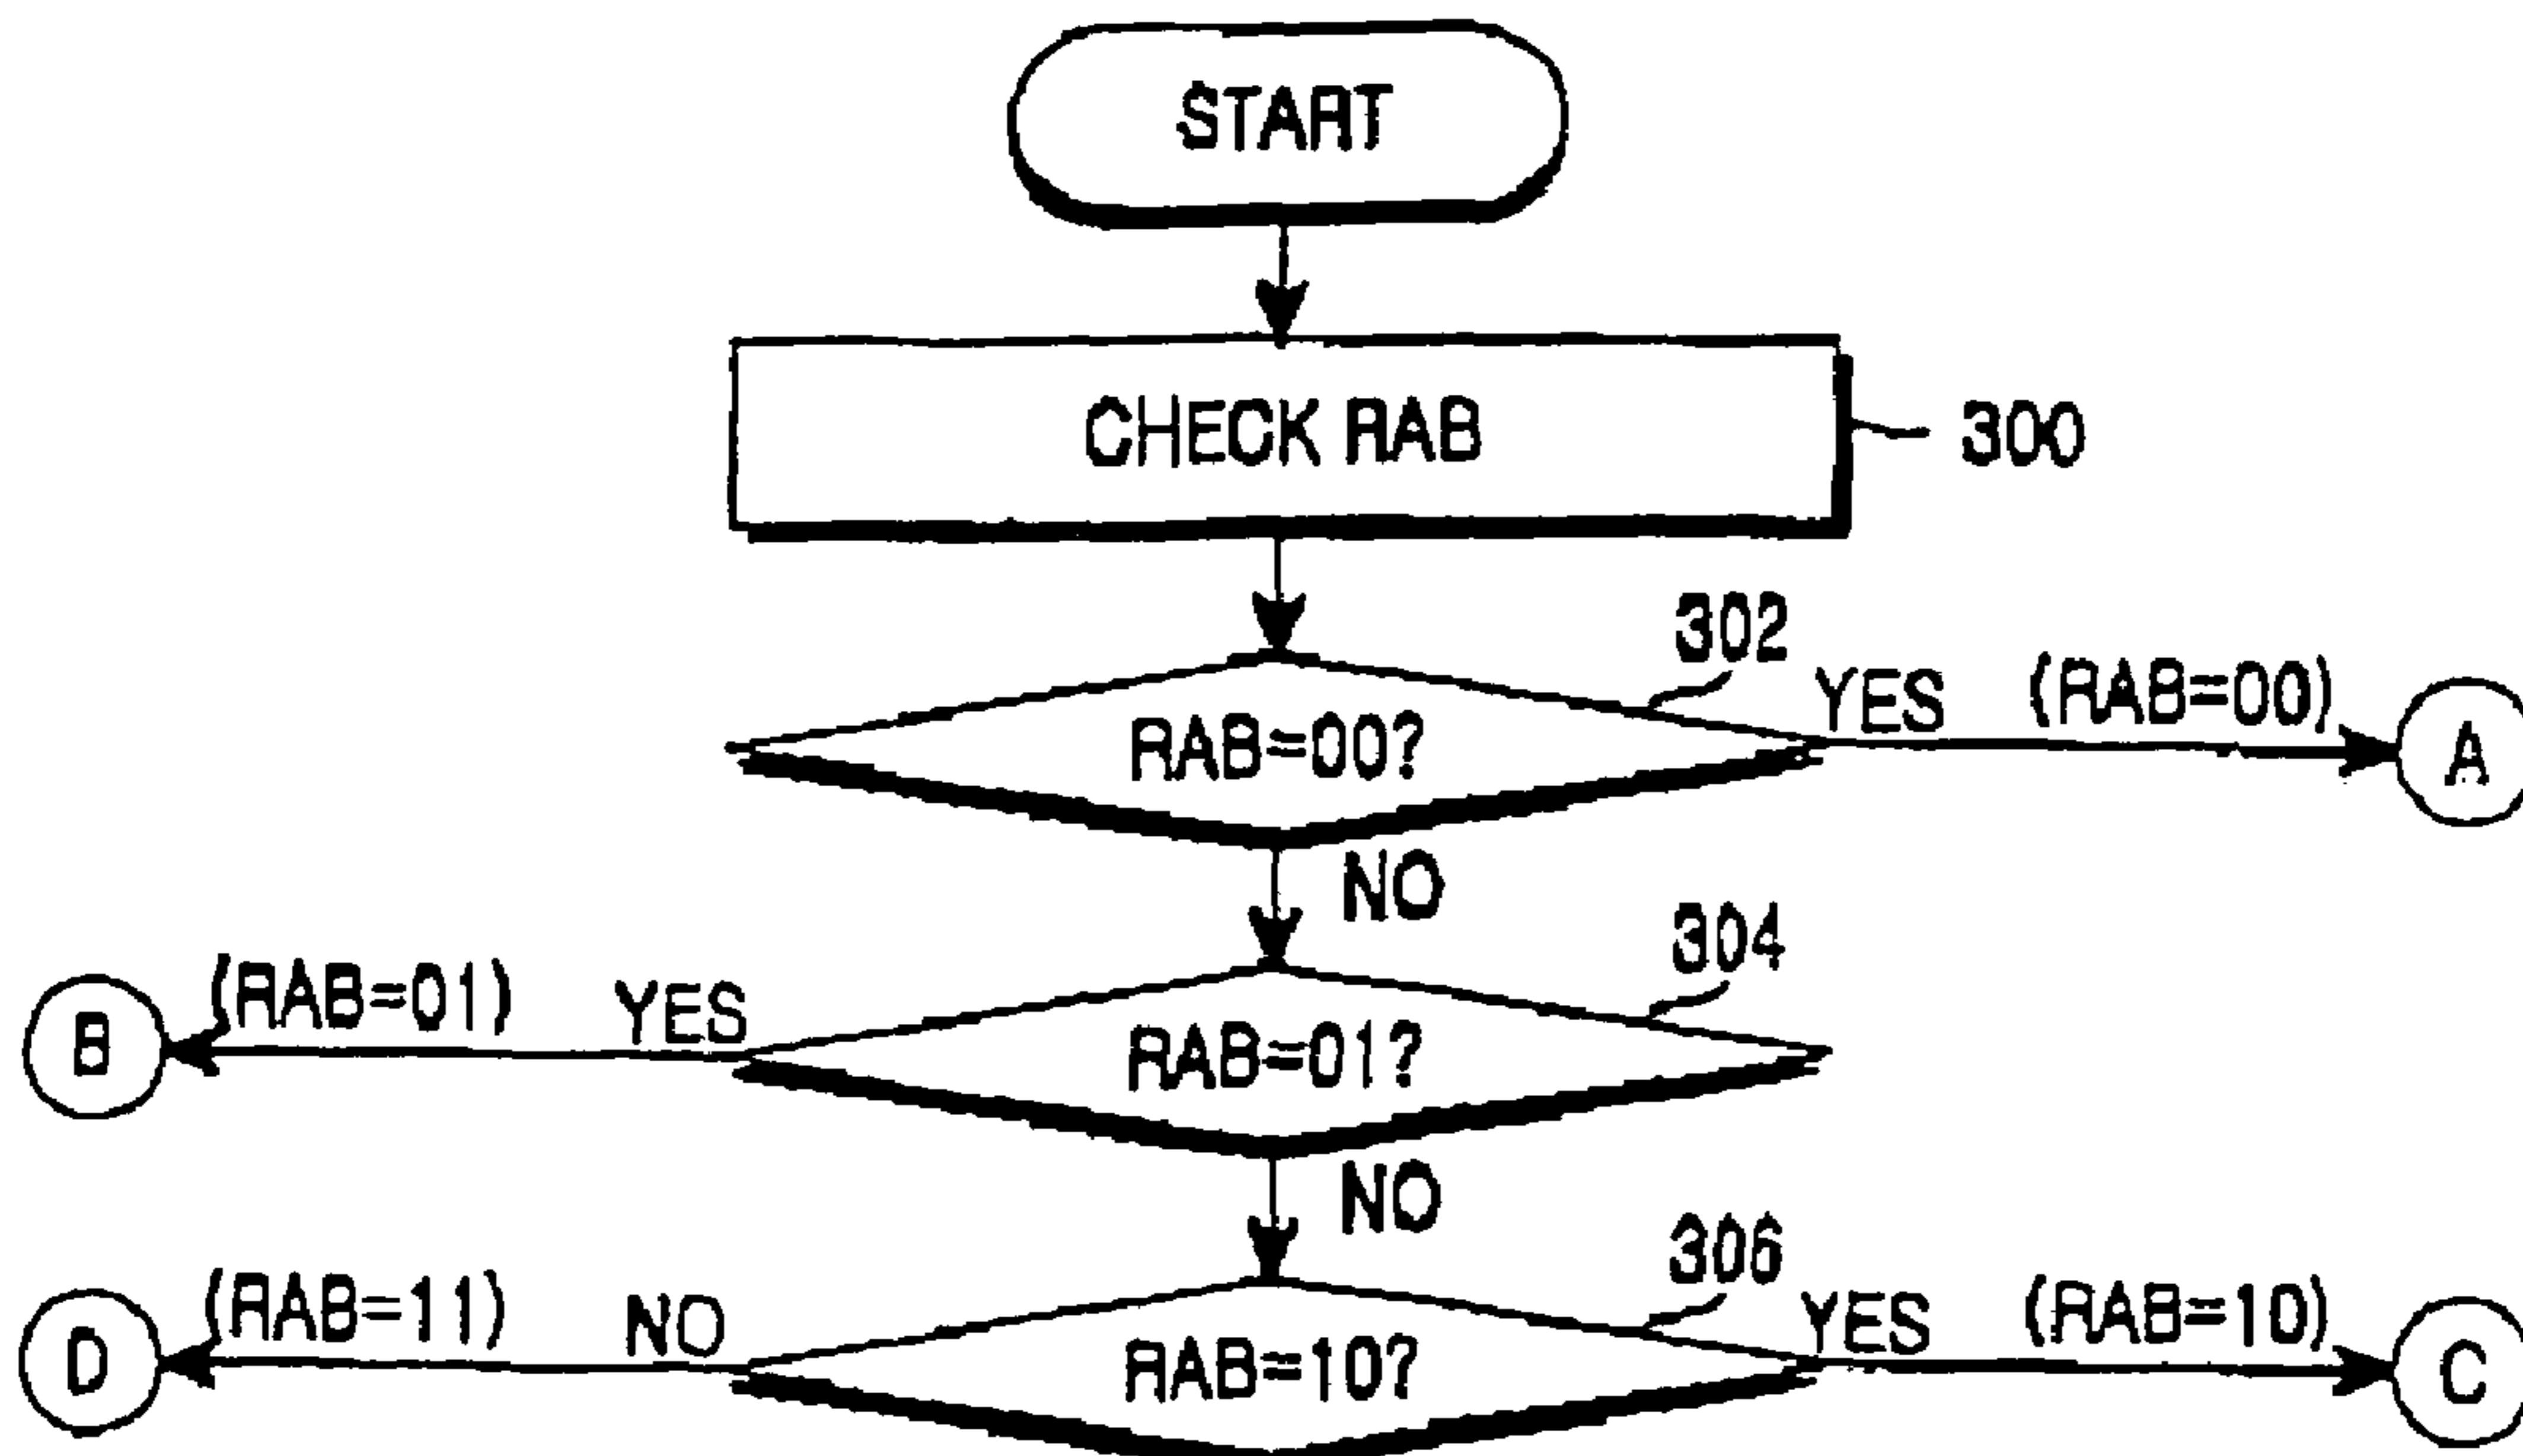 START
CHECK RAB
300
302
RAB=00?
YES
(RAB=00)
A
NO
304
B
(RAB=01)
YES
RAB=01?
NO
306
D
(RAB=11)
NO
RAB=10?
YES
(RAB=10)
C